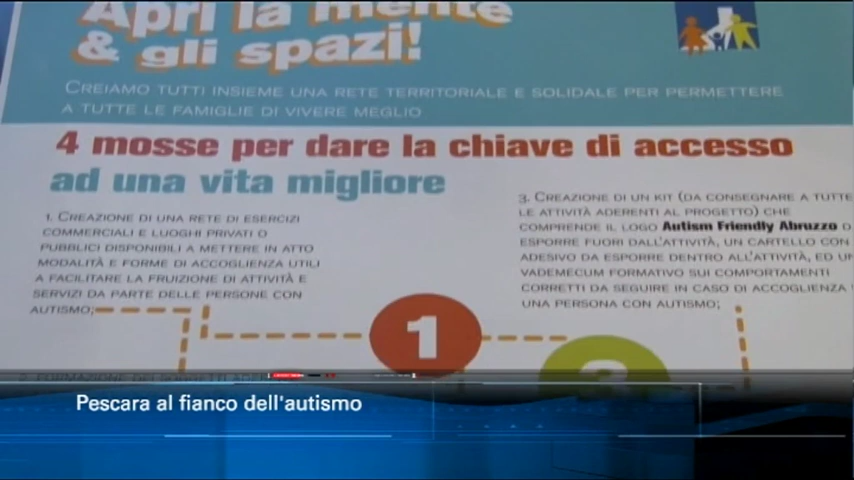 Apri la mente
& gli spazi!
CREIAMO TUTTI INSIEME UNA RETE TERRITORIALE E SOLIDALE PER PERMETTERE
A TUTTE LE FAMIGLIE DI VIVERE MEGLIO
4 mosse per dare la chiave di accesso
ad una vita migliore
1. CREAZIONE DI UNA RETE DI ESERCIZI
COMMERCIALI E LUOGHI PRIVATI O
PUBBLICI DISPONIBILI A METTERE IN ATTO
MODALITÀ E FORME DI ACCOGLIENZA UTILI
A FACILITARE LA FRUIZIONE DI ATTIVITÀ E
SERVIZI DA PARTE DELLE PERSONE CON
AUTISMO;
3. CREAZIONE DI UN KIT (DA CONSEGNARE A TUTTE
LE ATTIVITÀ ADERENTI AL PROGETTO) CHE
COMPRENDE IL LOGO Autism Friendly Abruzzo D
ESPORRE FUORI DALL'ATTIVITÀ, UN CARTELLO CON
ADESIVO DA ESPORRE DENTRO ALL'ATTIVITÀ, ED UN
VADEMECUM FORMATIVO SUI COMPORTAMENTI
CORRETTI DA SEGUIRE IN CASO DI ACCOGLIENZA
UNA PERSONA CON AUTISMO;
1
Pescara al fianco dell'autismo